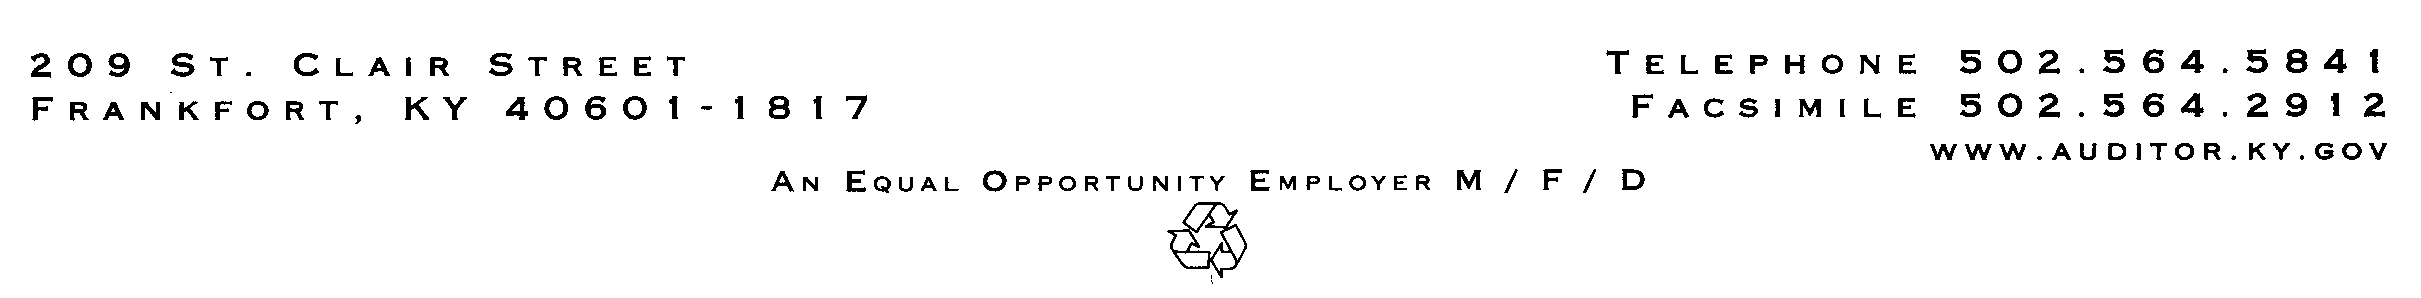 209 ST. CLAIR STREET
FRANKFORT, KY 40601-1817
TELEPHONE 502.564.5841
FACSIMILE 502.564.2912
WWW.AUDITOR.KY.GOV
AN EQUAL OPPORTUNITY EMPLOYER M / F / D